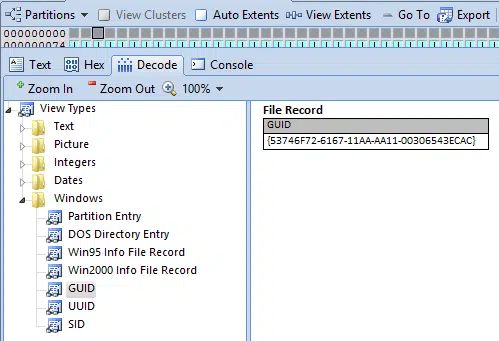 Partitions View Clusters Auto Extents View Extents Go To Export
000000000
000000074
Text Hex Decode Console
Zoom In Zoom Out 100%
View Types
Text
Picture
Integers
Dates
Windows
Partition Entry
DOS Directory Entry
Win95 Info File Record
Win2000 Info File Record
GUID
UUID
SID
File Record
GUID
{53746F72-6167-11AA-AA11-00306543ECAC}